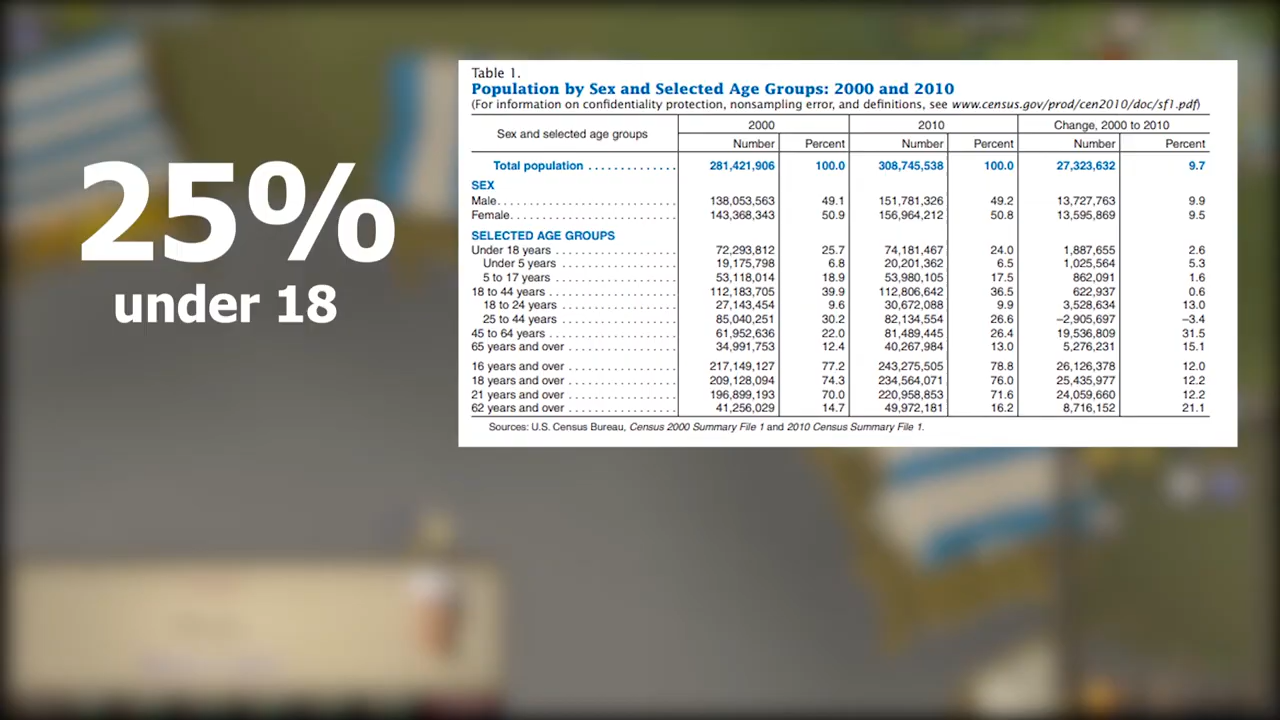 25%
under 18
Table 1.
Population by Sex and Selected Age Groups: 2000 and 2010
(For information on confidentiality protection, nonsampling error, and definitions, see www.census.gov/prod/cen2010/doc/sf1.pdf)
Sex and selected age groups 2000 2010 Change, 2000 to 2010
Number Percent Number Percent Number Percent
Total population . . . . . . . . . . . . . 281,421,906 100.0 308,745,538 100.0 27,323,632 9.7
SEX
Male. . . . . . . . . . . . . . . . . . . . . . . . . . 138,053,563 49.1 151,781,326 49.2 13,727,763 9.9
Female. . . . . . . . . . . . . . . . . . . . . . . . 143,368,343 50.9 156,964,212 50.8 13,595,869 9.5
SELECTED AGE GROUPS
Under 18 years . . . . . . . . . . . . . . . . . . 72,293,812 25.7 74,181,467 24.0 1,887,655 2.6
Under 5 years . . . . . . . . . . . . . . . . . 19,175,798 6.8 20,201,362 6.5 1,025,564 5.3
5 to 17 years . . . . . . . . . . . . . . . . . . 53,118,014 18.9 53,980,105 17.5 862,091 1.6
18 to 44 years . . . . . . . . . . . . . . . . . . . 112,183,705 39.9 112,806,642 36.5 622,937 0.6
18 to 24 years . . . . . . . . . . . . . . . . . 27,143,454 9.6 30,672,088 9.9 3,528,634 13.0
25 to 44 years . . . . . . . . . . . . . . . . . 85,040,251 30.2 82,134,554 26.6 –2,905,697 –3.4
45 to 64 years . . . . . . . . . . . . . . . . . . . 61,952,636 22.0 81,489,445 26.4 19,536,809 31.5
65 years and over . . . . . . . . . . . . . . . . 34,991,753 12.4 40,267,984 13.0 5,276,231 15.1
16 years and over . . . . . . . . . . . . . . . . 217,149,127 77.2 243,275,505 78.8 26,126,378 12.0
18 years and over . . . . . . . . . . . . . . . . 209,128,094 74.3 234,564,071 76.0 25,435,977 12.2
21 years and over . . . . . . . . . . . . . . . . 196,899,193 70.0 220,958,853 71.6 24,059,660 12.2
62 years and over . . . . . . . . . . . . . . . . 41,256,029 14.7 49,972,181 16.2 8,716,152 21.1
Sources: U.S. Census Bureau, Census 2000 Summary File 1 and 2010 Census Summary File 1.